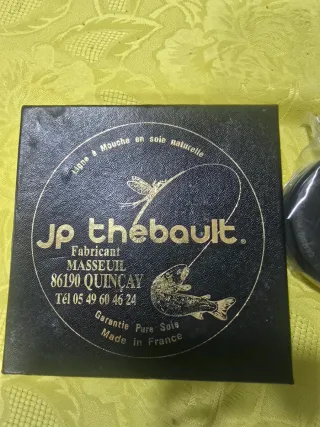 Ligne à Mouche en soie naturelle
JP thebault.
Fabricant
MASSEUIL
86190 QUINÇAY
Tél 05 49 60 46 24
Garantie Pure Soie
Made in France